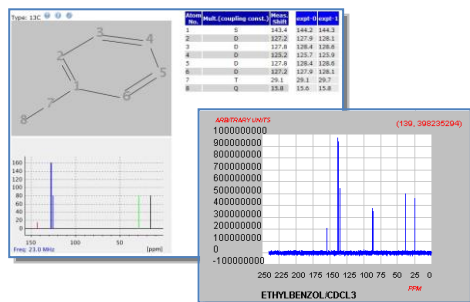 Type: 13C
Atom No. Mult.(coupling const.) Meas. Shift expt-0 expt-1
1 S 143.4 144.2 144.3
2 D 127.2 127.9 128.1
3 D 127.8 128.4 128.6
4 D 125.2 125.7 125.9
5 D 127.8 128.4 128.6
6 D 127.2 127.9 128.1
7 T 29.1 29.1 29.7
8 Q 15.8 15.6 15.8
3
4
2
5
1
6
7
8
160
140
120
100
80
60
40
20
0
150 100 50 [ppm]
Freq: 23.0 MHz
ARBITRARY UNITS (139, 398235294)
1000000000
900000000
800000000
700000000
600000000
500000000
400000000
300000000
200000000
100000000
0
-100000000
250 225 200 175 150 125 100 75 50 25 0
PPM
ETHYLBENZOL/CDCL3